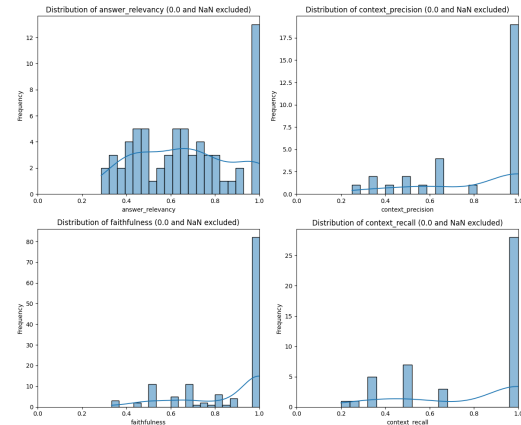 Distribution of answer_relevancy (0.0 and NaN excluded)
12
10
8
6
4
2
0
Frequency
0.0 0.2 0.4 0.6 0.8 1.0
answer_relevancy
Distribution of context_precision (0.0 and NaN excluded)
17.5
15.0
12.5
10.0
7.5
5.0
2.5
0.0
Frequency
0.0 0.2 0.4 0.6 0.8 1.0
context_precision
Distribution of faithfulness (0.0 and NaN excluded)
80
70
60
50
40
30
20
10
0
Frequency
0.0 0.2 0.4 0.6 0.8 1.0
faithfulness
Distribution of context_recall (0.0 and NaN excluded)
25
20
15
10
5
0
Frequency
0.0 0.2 0.4 0.6 0.8 1.0
context_recall